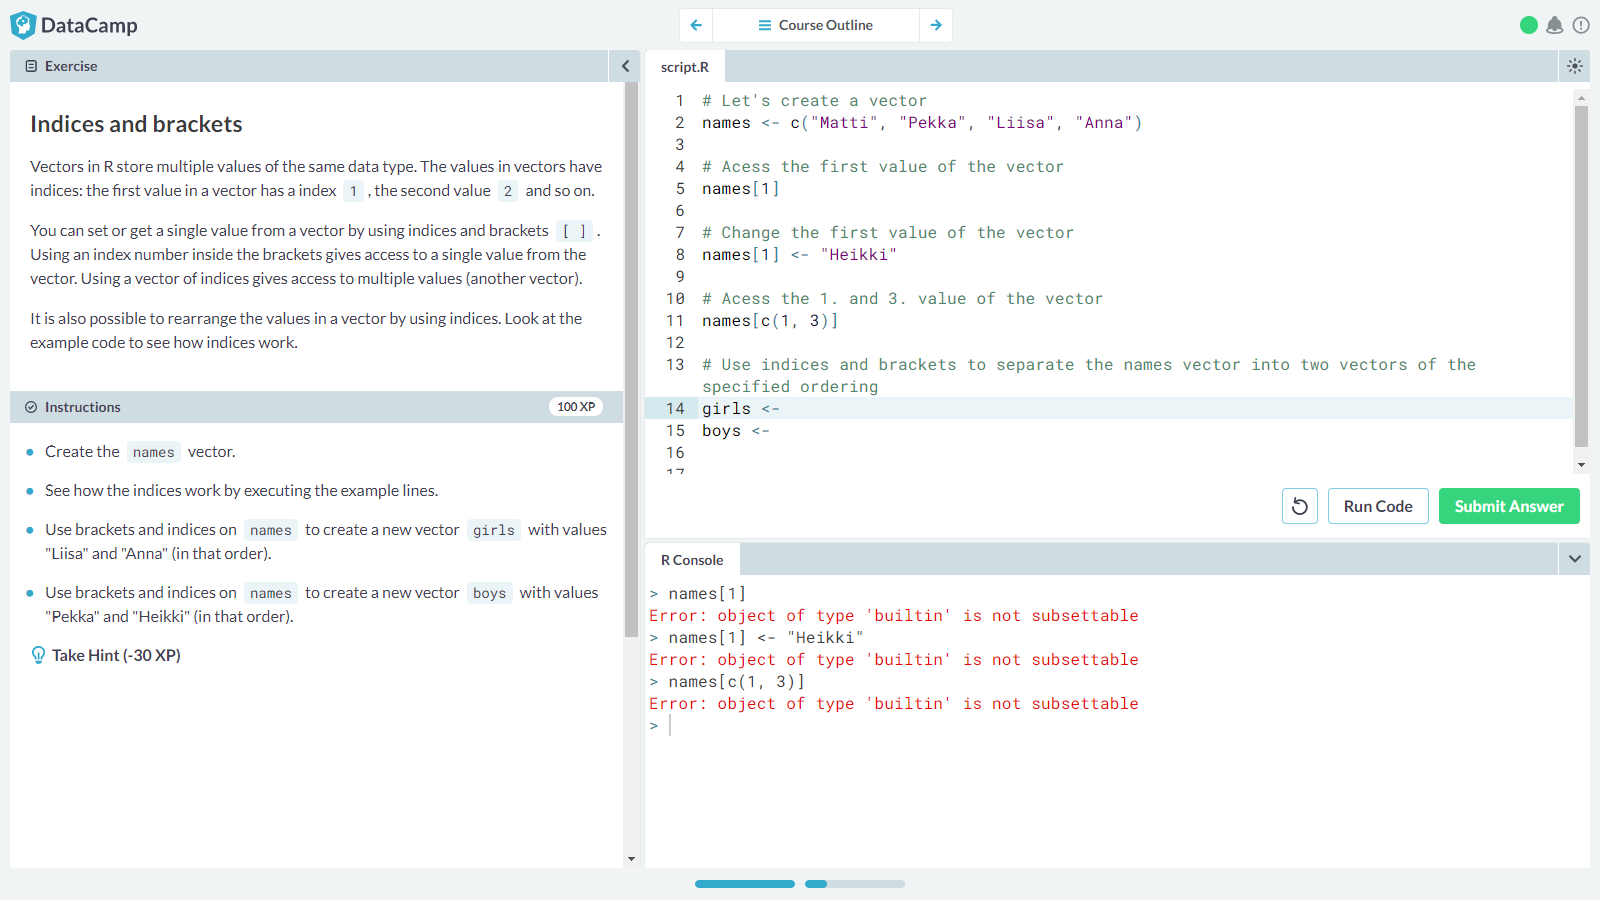 DataCamp
Course Outline
Exercise
Indices and brackets
Vectors in R store multiple values of the same data type. The values in vectors have
indices: the first value in a vector has a index 1 , the second value 2 and so on.
You can set or get a single value from a vector by using indices and brackets [ ] .
Using an index number inside the brackets gives access to a single value from the
vector. Using a vector of indices gives access to multiple values (another vector).
It is also possible to rearrange the values in a vector by using indices. Look at the
example code to see how indices work.
Instructions
100 XP
Create the names vector.
See how the indices work by executing the example lines.
Use brackets and indices on names to create a new vector girls with values
"Liisa" and "Anna" (in that order).
Use brackets and indices on names to create a new vector boys with values
"Pekka" and "Heikki" (in that order).
Take Hint (-30 XP)
script.R
1 # Let's create a vector
2 names <- c("Matti", "Pekka", "Liisa", "Anna")
3
4 # Acess the first value of the vector
5 names[1]
6
7 # Change the first value of the vector
8 names[1] <- "Heikki"
9
10 # Acess the 1. and 3. value of the vector
11 names[c(1, 3)]
12
13 # Use indices and brackets to separate the names vector into two vectors of the
specified ordering
14 girls <-
15 boys <-
16
17
Run Code
Submit Answer
R Console
> names[1]
Error: object of type 'builtin' is not subsettable
> names[1] <- "Heikki"
Error: object of type 'builtin' is not subsettable
> names[c(1, 3)]
Error: object of type 'builtin' is not subsettable
>